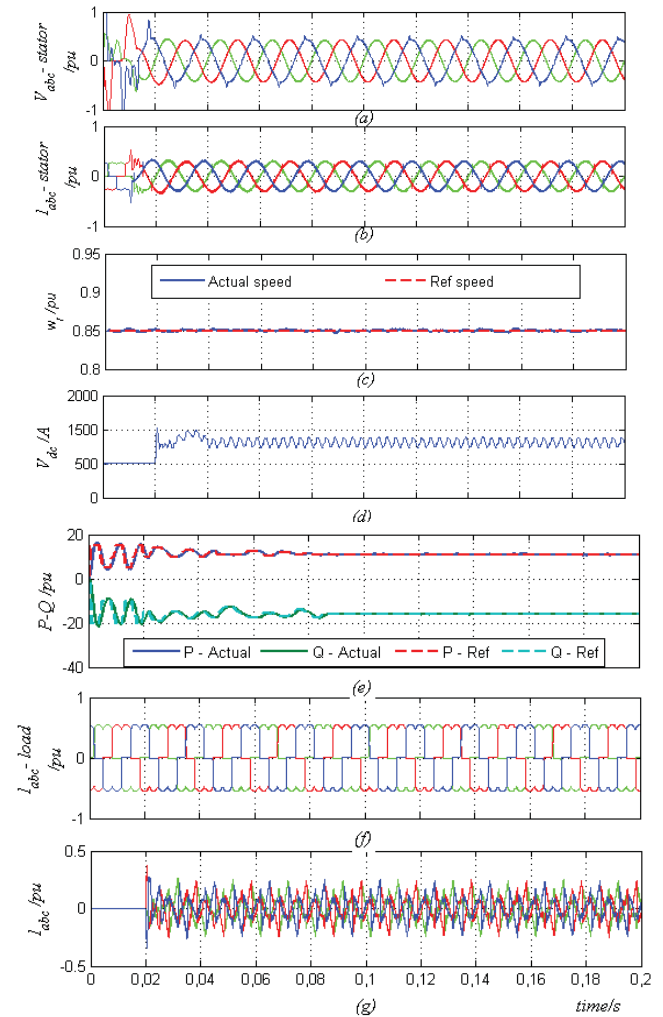 V_abc - stator /pu
1
0
-1
(a)
I_abc - stator /pu
1
0
-1
(b)
w_r /pu
0.95
0.9
0.85
0.8
Actual speed Ref speed
(c)
V_dc /A
2000
1500
1000
500
0
(d)
P-Q /pu
20
0
-20
-40
P - Actual Q - Actual P - Ref Q - Ref
(e)
I_abc - load /pu
1
0
-1
(f)
I_abc /pu
0.5
0
-0.5
0 0,02 0,04 0,06 0,08 0,1 0,12 0,14 0,16 0,18 0,2
(g) time/s